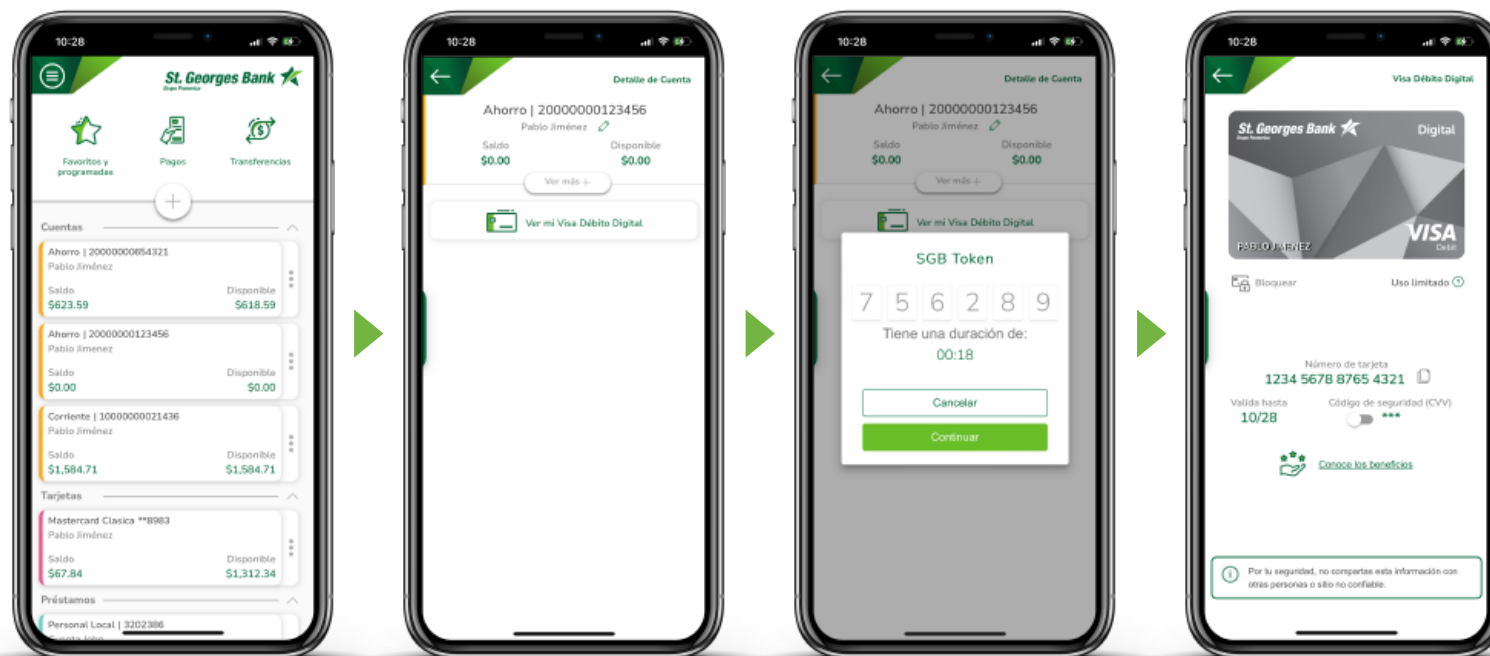 10:28
St. Georges Bank
Grupo Promerica
Favoritos y
programadas
Pagos
Transferencias
Cuentas
Ahorro | 20000000654321
Pablo Jiménez
Saldo
Disponible
$623.59
$618.59
Ahorro | 20000000123456
Pablo Jimenez
Saldo
Disponible
$0.00
$0.00
Corriente | 10000000021436
Pablo Jiménez
Saldo
Disponible
$1,584.71
$1,584.71
Tarjetas
Mastercard Clasica **8983
Pablo Jiménez
Saldo
Disponible
$67.84
$1,312.34
Préstamos
Personal Local | 3202386
Cuenta John
10:28
Detalle de Cuenta
Ahorro | 20000000123456
Pablo Jiménez
Saldo
Disponible
$0.00
$0.00
Ver más +
Ver mi Visa Débito Digital
10:28
Detalle de Cuenta
Ahorro | 20000000123456
Pablo Jiménez
Saldo
Disponible
$0.00
$0.00
Ver más +
Ver mi Visa Débito Digital
SGB Token
7 5 6 2 8 9
Tiene una duración de:
00:18
Cancelar
Continuar
10:28
Visa Débito Digital
St. Georges Bank
Digital
VISA
Debit
PABLO JIMENEZ
Bloquear
Uso limitado
Número de tarjeta
1234 5678 8765 4321
Valida hasta
Código de seguridad (CVV)
10/28
***
Conoce los beneficios
Por tu seguridad, no compartas esta información con
otras personas o sitio no confiable.